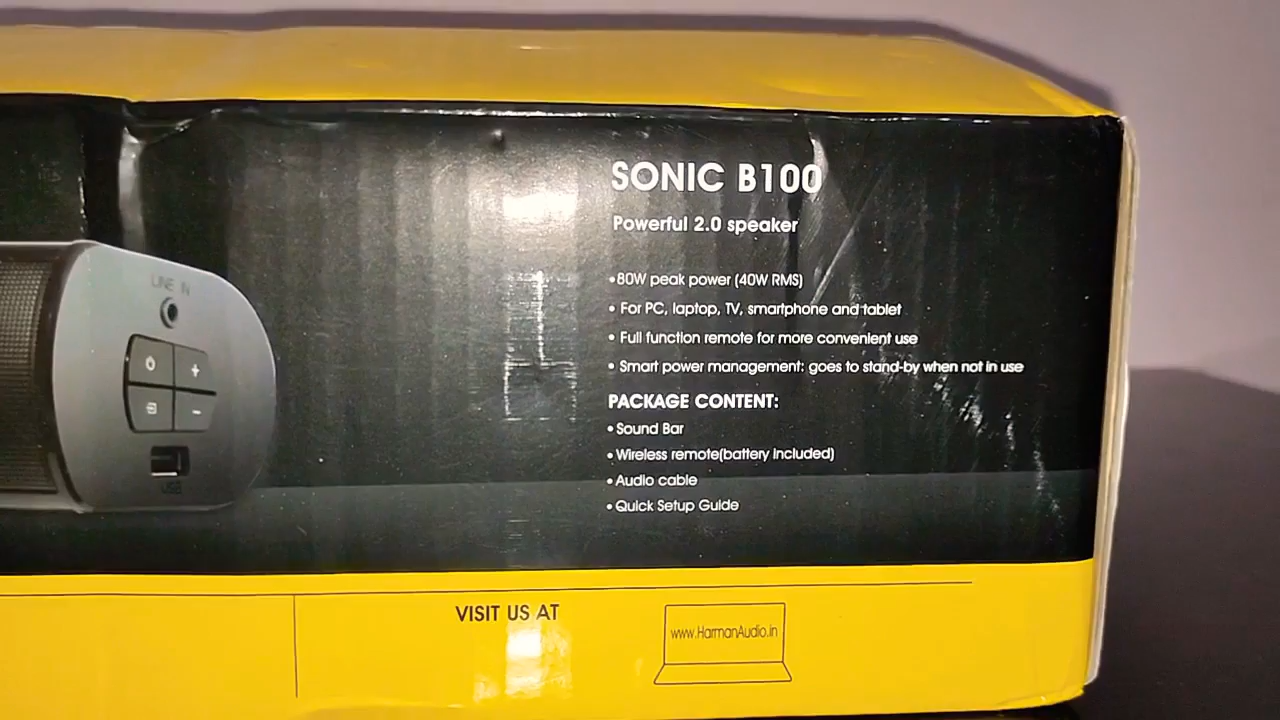 SONIC B100
Powerful 2.0 speaker
•80W peak power (40W RMS)
• For PC, laptop, TV, smartphone and tablet
• Full function remote for more convenient use
• Smart power management: goes to stand-by when not in use
PACKAGE CONTENT:
• Sound Bar
• Wireless remote(battery included)
• Audio cable
• Quick Setup Guide
LINE IN
USB
VISIT US AT
www.HarmanAudio.in